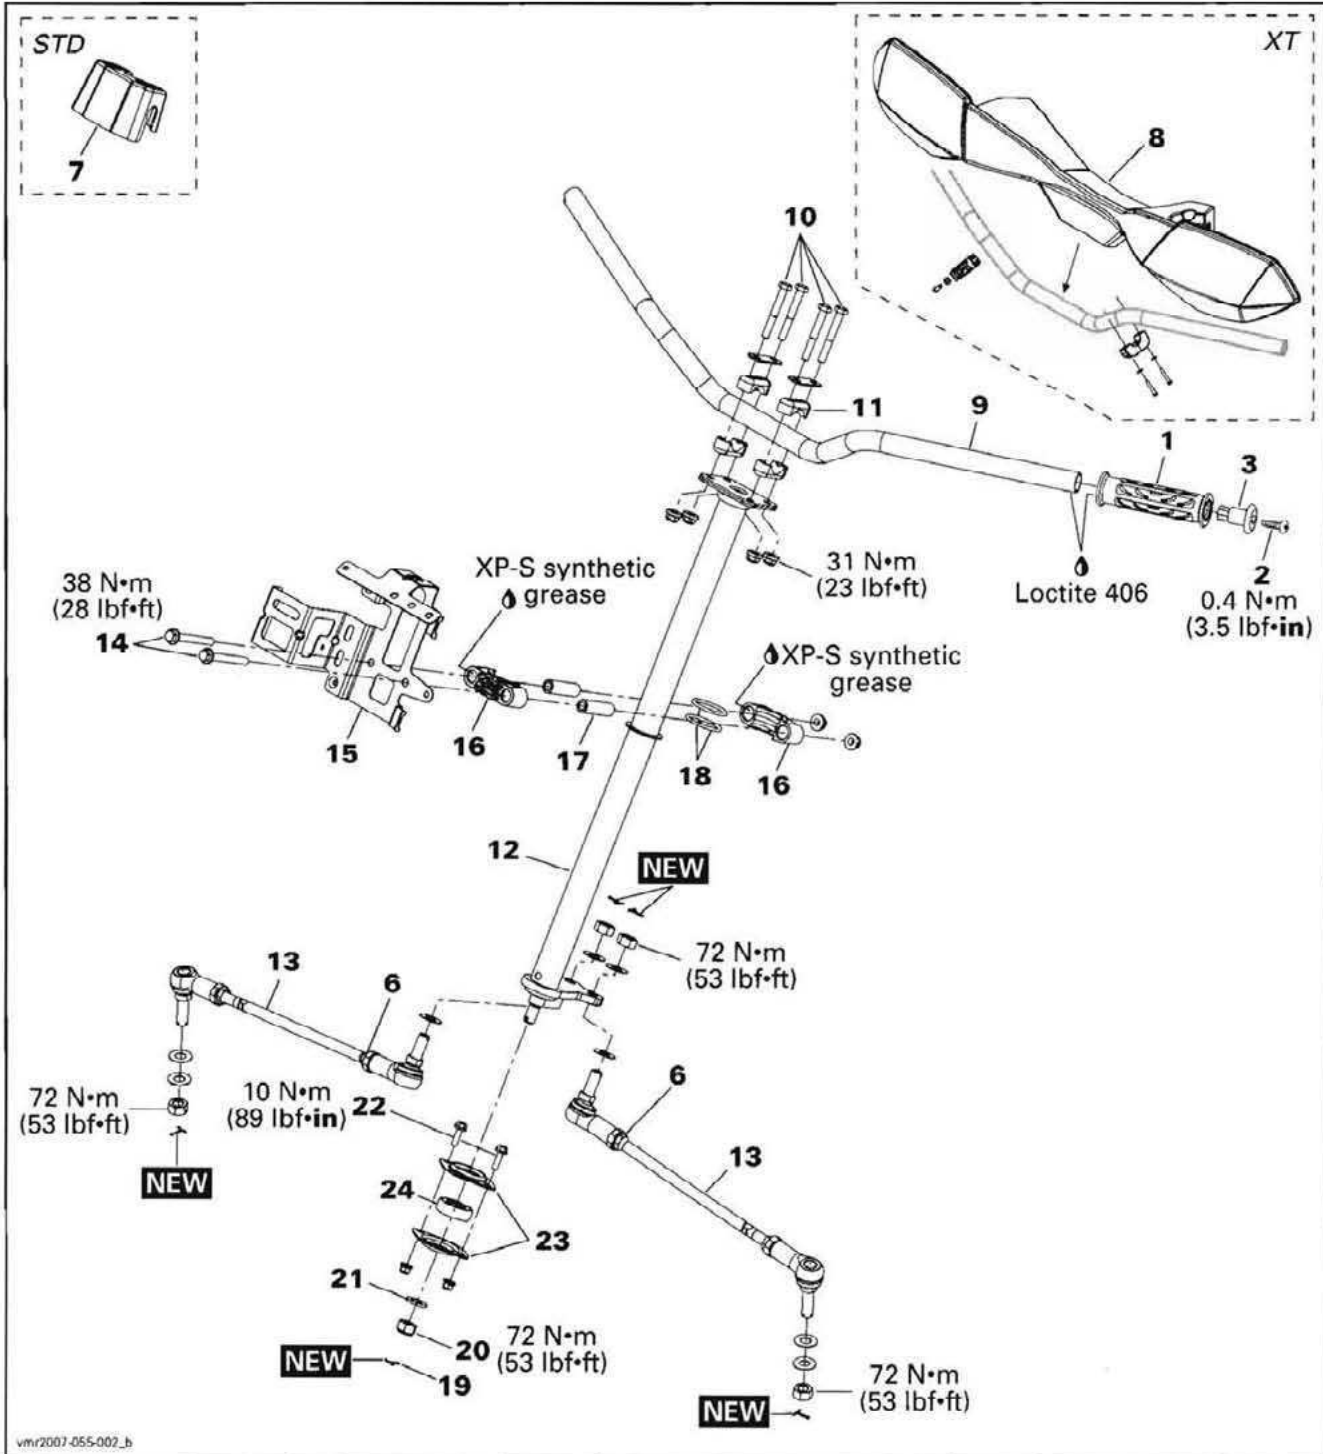 STD
7
XT
8
10
11
9
1
3
2
0.4 N•m
(3.5 lbf•in)
Loctite 406
31 N•m
(23 lbf•ft)
XP-S synthetic
grease
38 N•m
(28 lbf•ft)
14
15
16
17
18
XP-S synthetic
grease
16
12
NEW
72 N•m
(53 lbf•ft)
13
6
72 N•m
(53 lbf•ft)
NEW
10 N•m
(89 lbf•in)
22
6
13
24
23
21
20
72 N•m
(53 lbf•ft)
NEW
19
72 N•m
(53 lbf•ft)
NEW
vmr2007-055-002_b